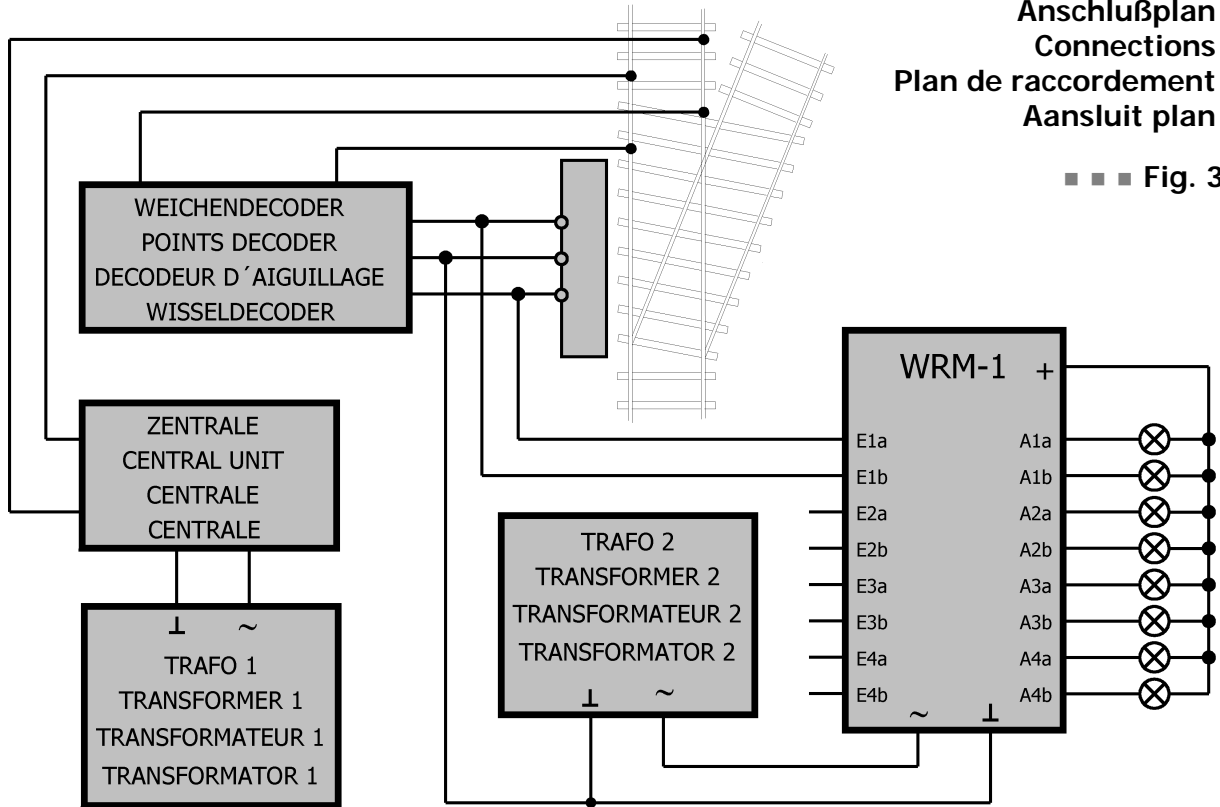 Anschlußplan
Connections
Plan de raccordement
Aansluit plan
Fig. 3
WEICHENDECODER
POINTS DECODER
DECODEUR D´AIGUILLAGE
WISSELDECODER
ZENTRALE
CENTRAL UNIT
CENTRALE
CENTRALE
⊥ ~
TRAFO 1
TRANSFORMER 1
TRANSFORMATEUR 1
TRANSFORMATOR 1
TRAFO 2
TRANSFORMER 2
TRANSFORMATEUR 2
TRANSFORMATOR 2
⊥ ~
WRM-1 +
E1a A1a
E1b A1b
E2a A2a
E2b A2b
E3a A3a
E3b A3b
E4a A4a
E4b A4b
~ ⊥